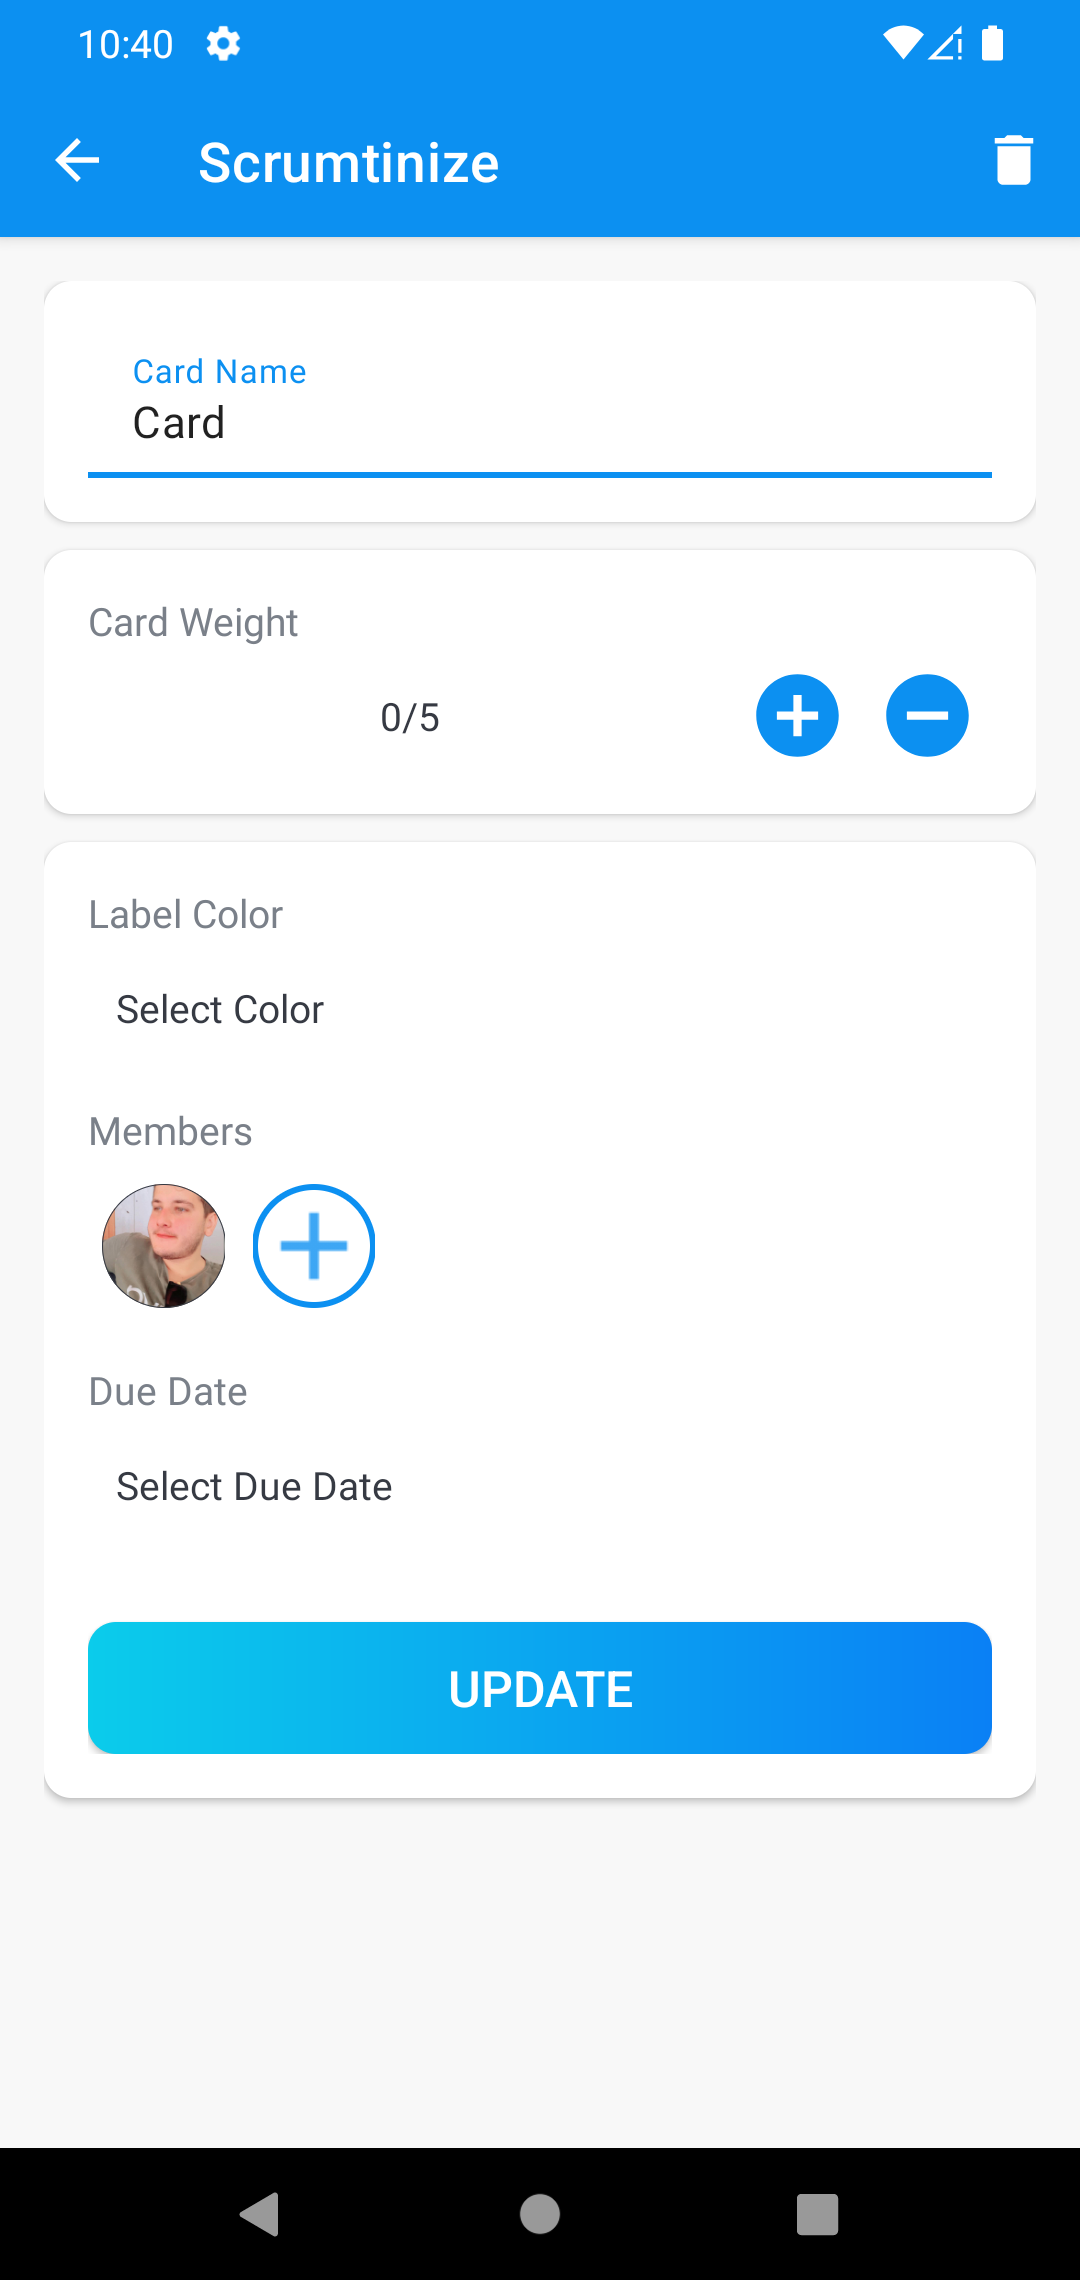 10:40
Scrumtinize
Card Name
Card
Card Weight
0/5
Label Color
Select Color
Members
Due Date
Select Due Date
UPDATE